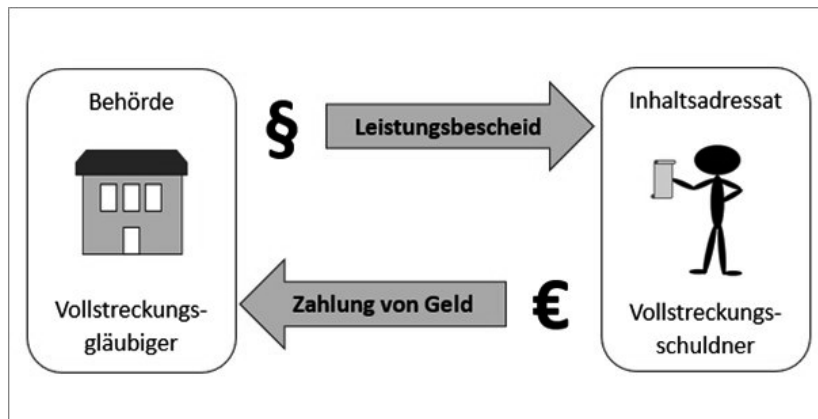 Behörde
§
Leistungsbescheid
Inhaltsadressat
Vollstreckungs-
gläubiger
Zahlung von Geld
€
Vollstreckungs-
schuldner